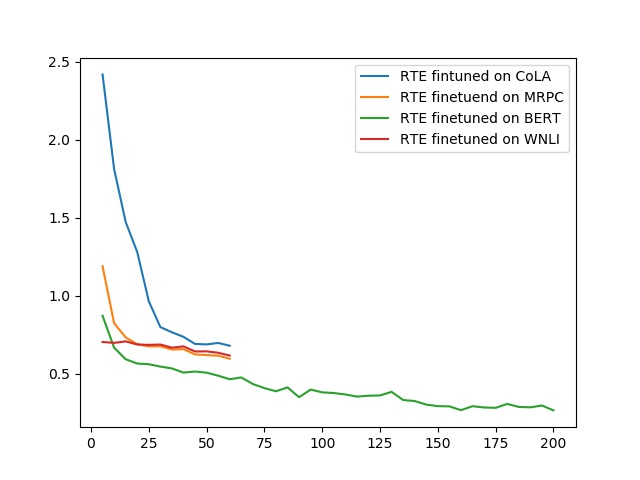 2.5
2.0
1.5
1.0
0.5
0 25 50 75 100 125 150 175 200
RTE fintuned on CoLA
RTE finetuend on MRPC
RTE finetuned on BERT
RTE finetuned on WNLI